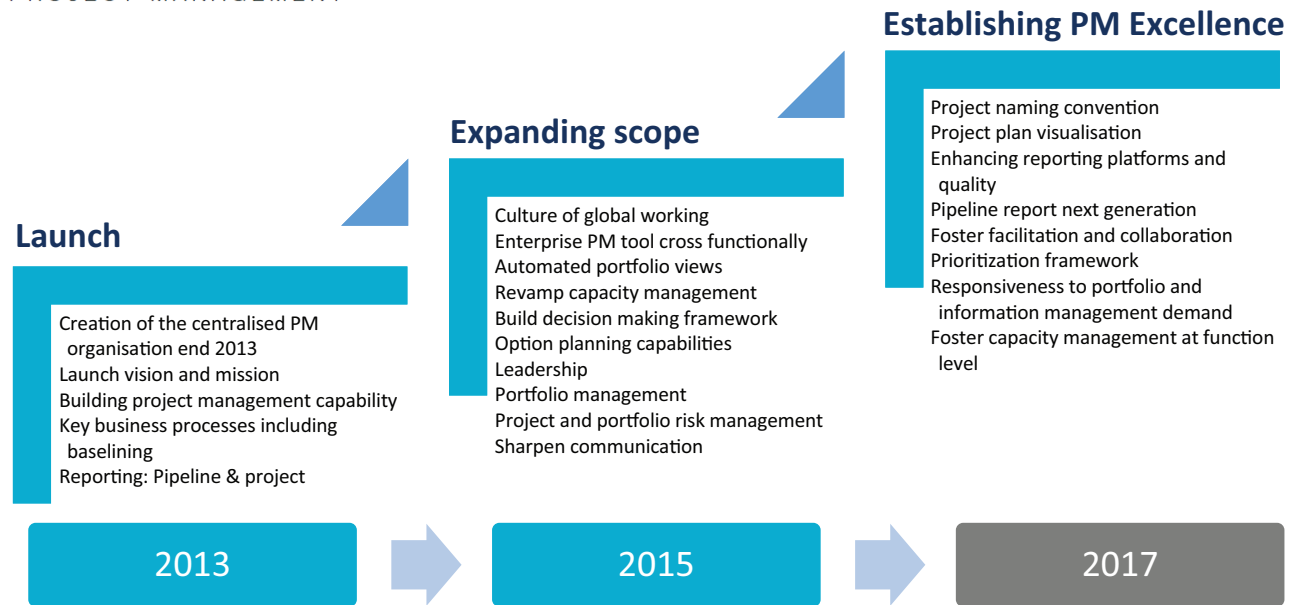 PROJECT MANAGEMENT
Establishing PM Excellence
Project naming convention
Project plan visualisation
Enhancing reporting platforms and
quality
Pipeline report next generation
Foster facilitation and collaboration
Prioritization framework
Responsiveness to portfolio and
information management demand
Foster capacity management at function
level
Expanding scope
Culture of global working
Enterprise PM tool cross functionally
Automated portfolio views
Revamp capacity management
Build decision making framework
Option planning capabilities
Leadership
Portfolio management
Project and portfolio risk management
Sharpen communication
Launch
Creation of the centralised PM
organisation end 2013
Launch vision and mission
Building project management capability
Key business processes including
baselining
Reporting: Pipeline & project
2013
2015
2017